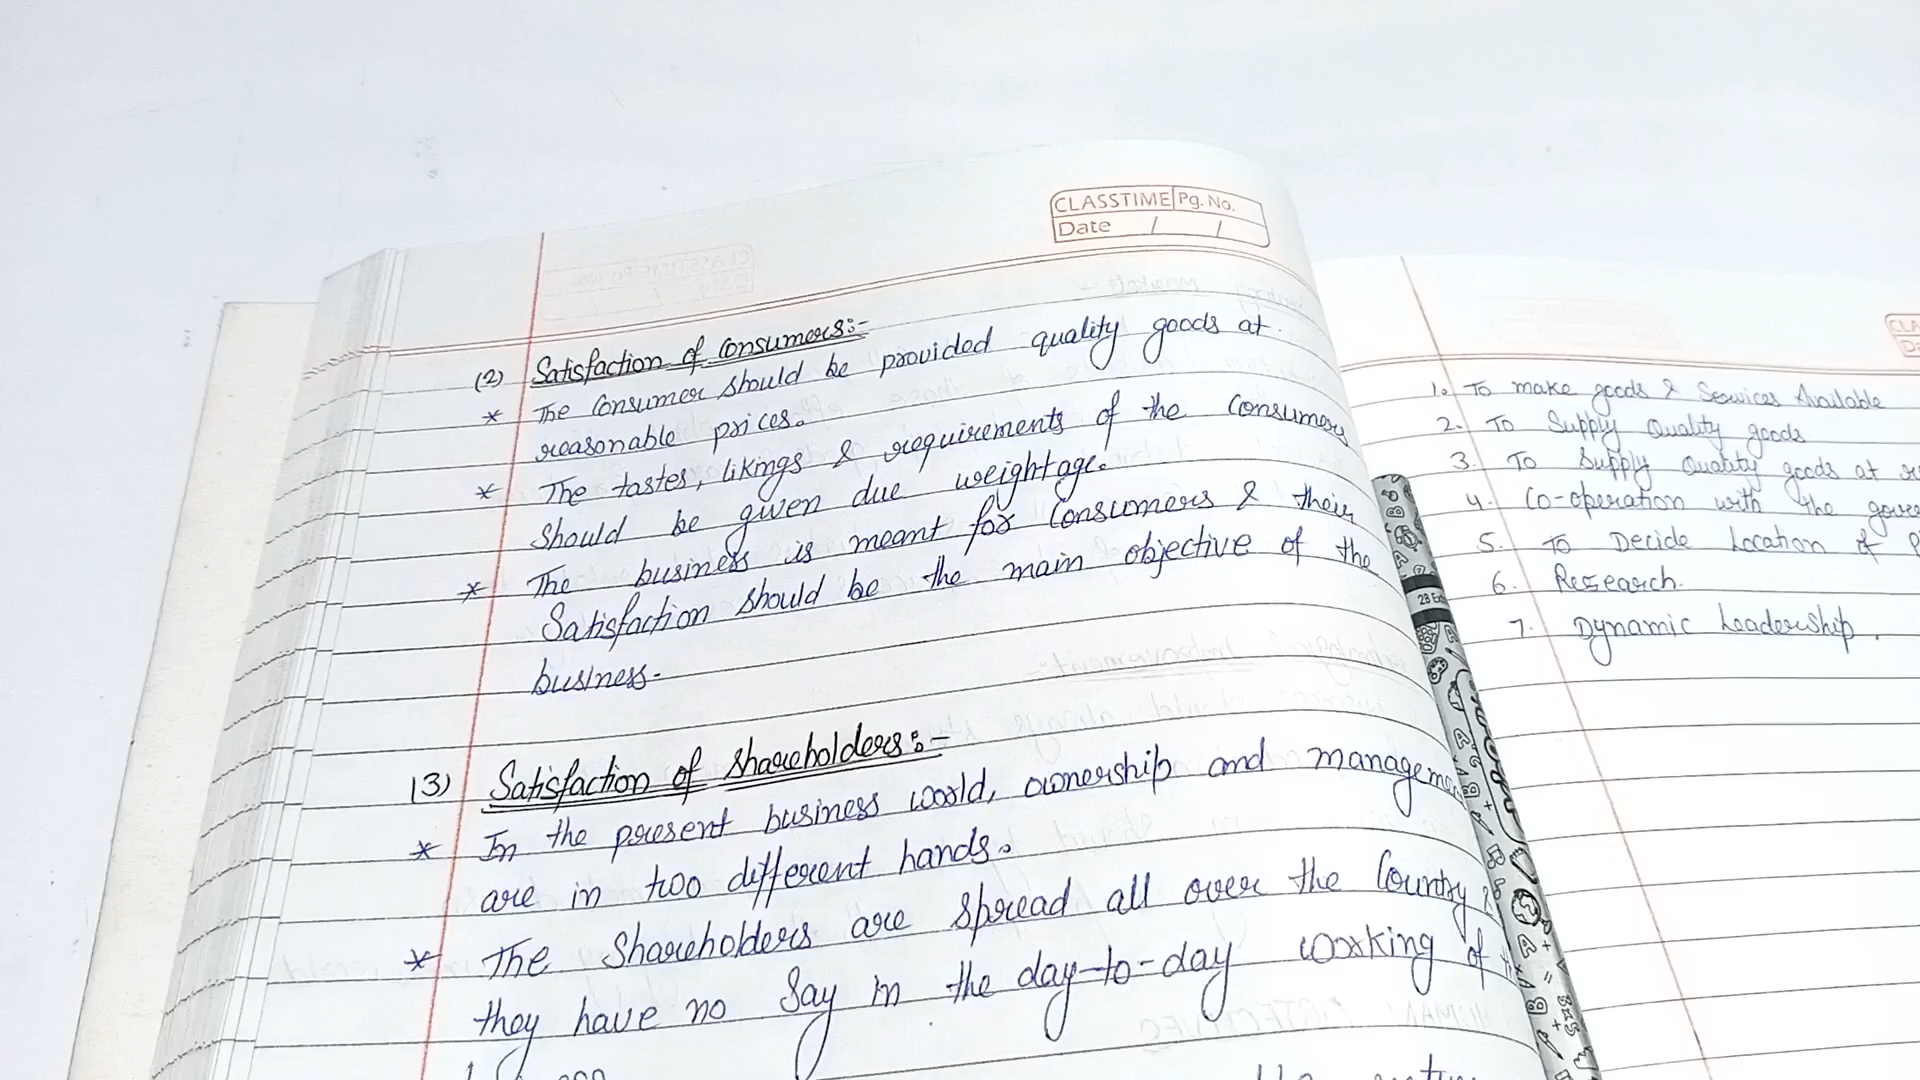 CLASSTIME Pg. No.
Date / /
(2) Satisfaction of Consumers:-
* The Consumer should be provided quality goods at
reasonable prices.
* The tastes, likings & requirements of the Consumers
should be given due weightage.
* The business is meant for Consumers & their
Satisfaction should be the main objective of the
business.
(3) Satisfaction of shareholders:-
* In the present business world, ownership and
are in two different hands.
* The Shareholders are spread all over the Country &
they have no Say in the day-to-day working of
1. To make goods & Services Available
2. To Supply Quality goods
3. To Supply Quality goods at
4. Co-operation with the
5. To Decide Location of
6. Research.
7. Dynamic Leadership.